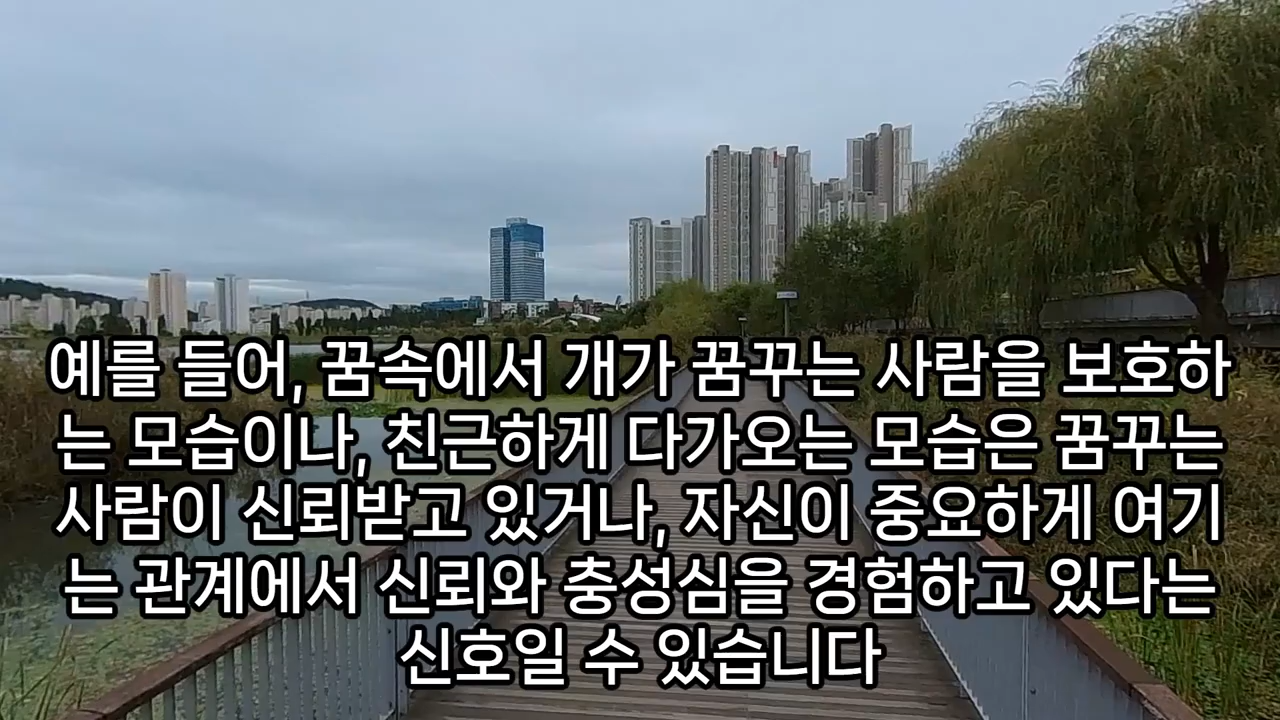 예를 들어, 꿈속에서 개가 꿈꾸는 사람을 보호하
는 모습이나, 친근하게 다가오는 모습은 꿈꾸는
사람이 신뢰받고 있거나, 자신이 중요하게 여기
는 관계에서 신뢰와 충성심을 경험하고 있다는
신호일 수 있습니다